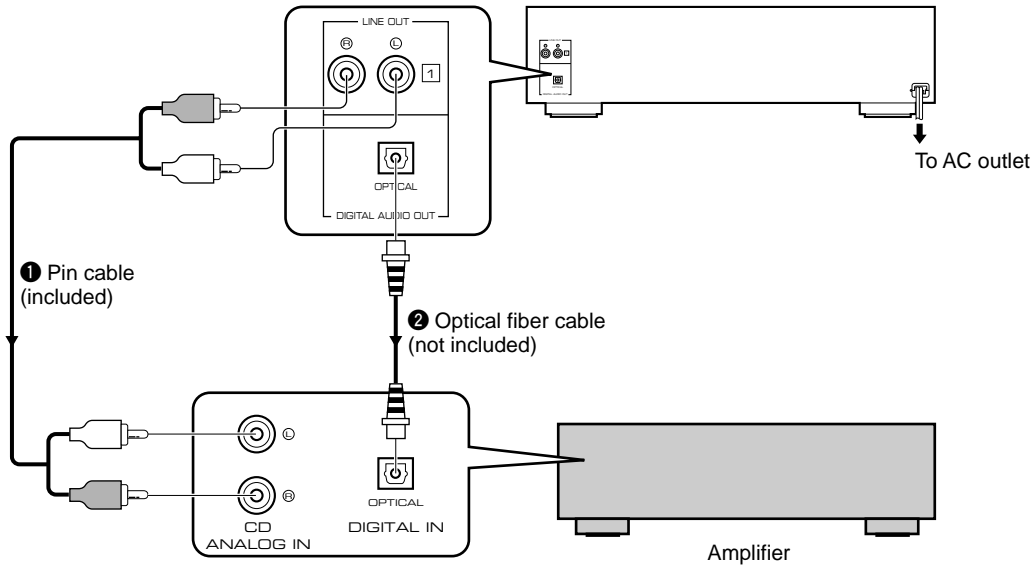 LINE OUT
R L
1
OPTICAL
DIGITAL AUDIO OUT
OPTICAL
To AC outlet
❶ Pin cable
(included)
❷ Optical fiber cable
(not included)
L
R
OPTICAL
CD
ANALOG IN
DIGITAL IN
Amplifier